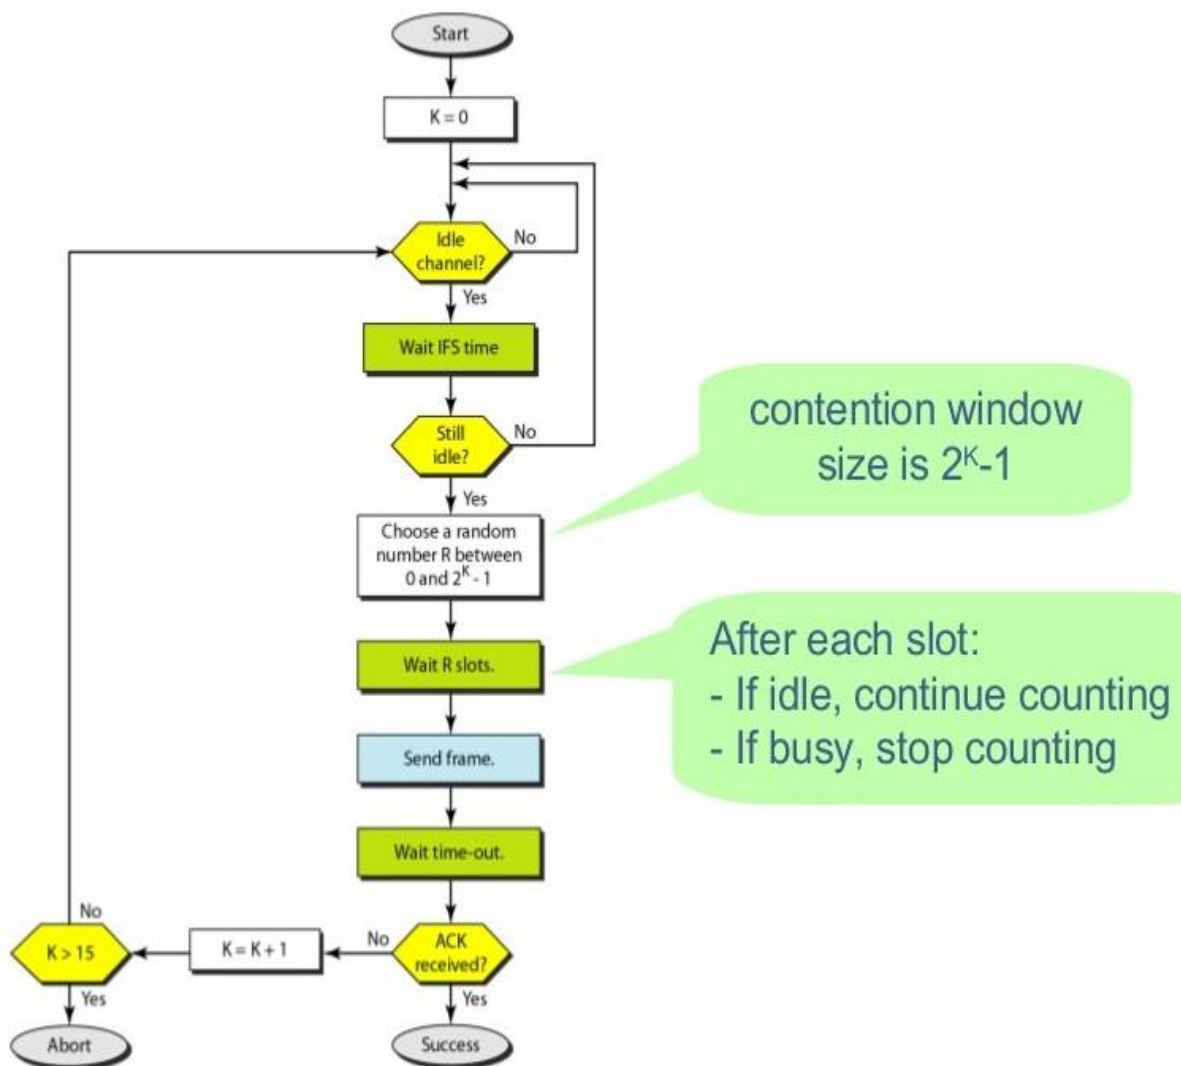 Start
K = 0
Idle
channel?
No
Yes
Wait IFS time
Still
idle?
No
Yes
contention window
size is 2ᴷ-1
Choose a random
number R between
0 and 2ᴷ - 1
Wait R slots.
After each slot:
- If idle, continue counting
- If busy, stop counting
Send frame.
Wait time-out.
ACK
received?
No
K = K + 1
K > 15
No
Yes
Abort
Yes
Success